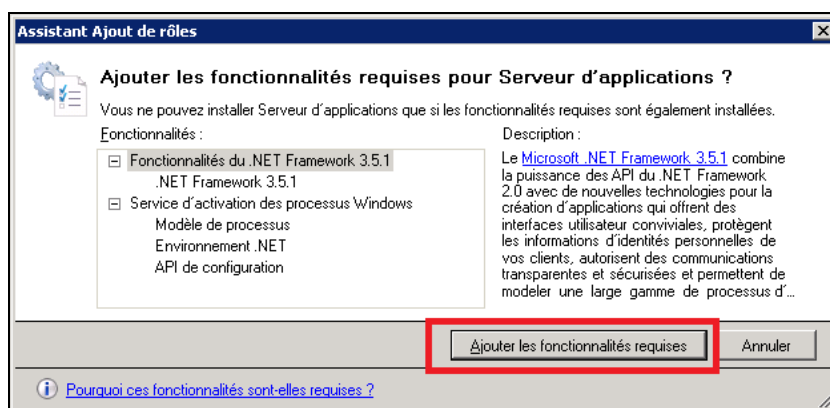 Assistant Ajout de rôles
Ajouter les fonctionnalités requises pour Serveur d'applications ?
Vous ne pouvez installer Serveur d'applications que si les fonctionnalités requises sont également installées.
Fonctionnalités :
Fonctionnalités du .NET Framework 3.5.1
.NET Framework 3.5.1
Service d'activation des processus Windows
Modèle de processus
Environnement .NET
API de configuration
Description :
Le Microsoft .NET Framework 3.5.1 combine
la puissance des API du .NET Framework
2.0 avec de nouvelles technologies pour la
création d'applications qui offrent des
interfaces utilisateur conviviales, protègent
les informations d'identités personnelles de
vos clients, autorisent des communications
transparentes et sécurisées et permettent de
modeler une large gamme de processus d'...
Ajouter les fonctionnalités requises
Annuler
Pourquoi ces fonctionnalités sont-elles requises ?